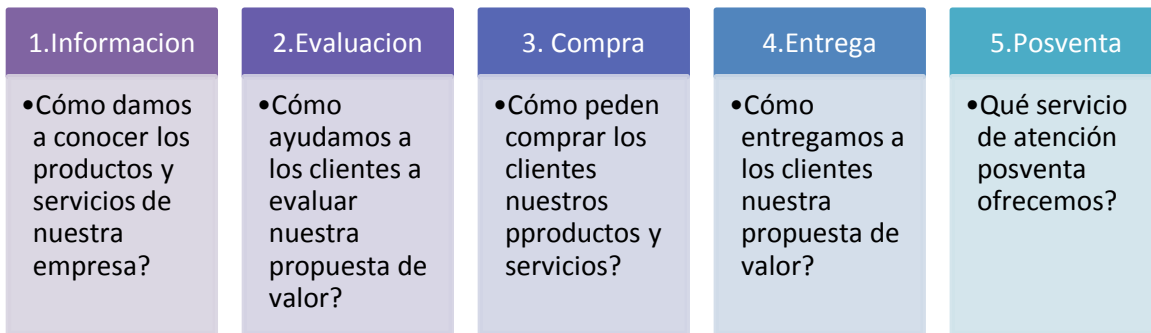 1.Informacion
•Cómo damos
a conocer los
productos y
servicios de
nuestra
empresa?
2.Evaluacion
•Cómo
ayudamos a
los clientes a
evaluar
nuestra
propuesta de
valor?
3. Compra
•Cómo peden
comprar los
clientes
nuestros
pproductos y
servicios?
4.Entrega
•Cómo
entregamos a
los clientes
nuestra
propuesta de
valor?
5.Posventa
•Qué servicio
de atención
posventa
ofrecemos?